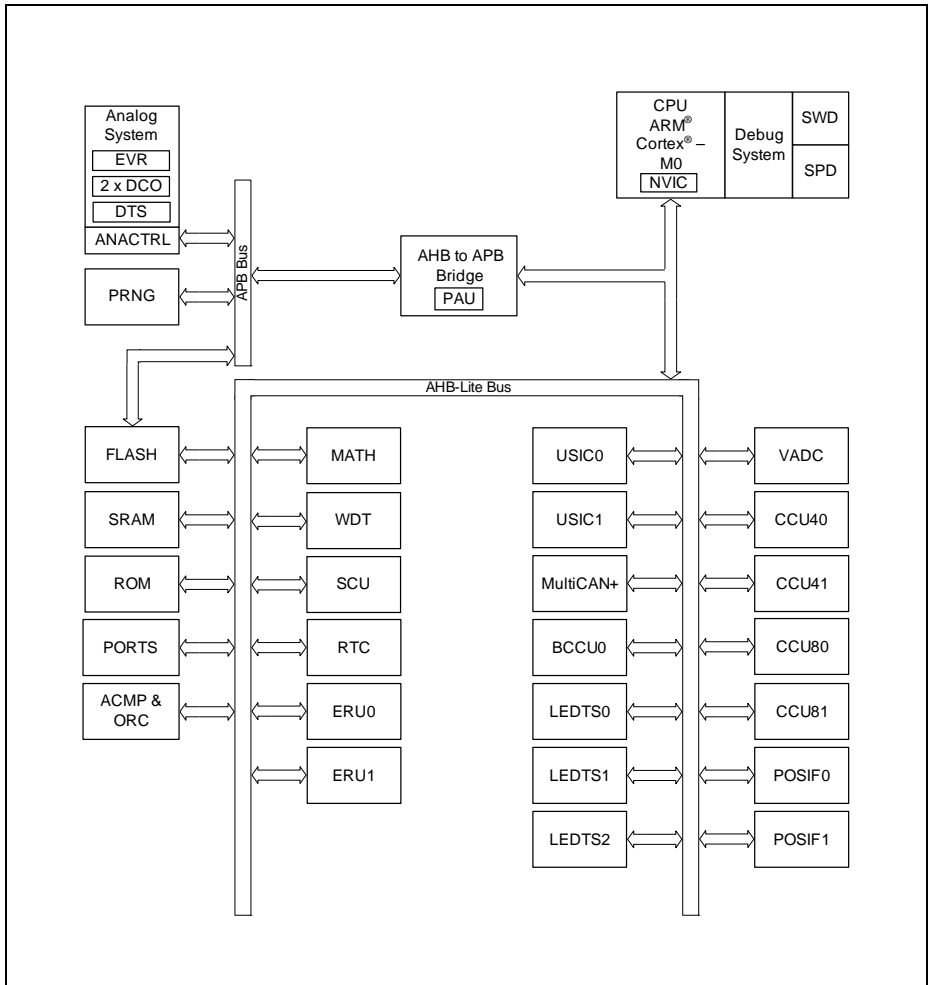 Analog
System
EVR
2 x DCO
DTS
ANACTRL
PRNG
APB Bus
AHB to APB
Bridge
PAU
CPU
ARM®
Cortex® –
M0
NVIC
Debug
System
SWD
SPD
AHB-Lite Bus
FLASH
SRAM
ROM
PORTS
ACMP &
ORC
MATH
WDT
SCU
RTC
ERU0
ERU1
USIC0
USIC1
MultiCAN+
BCCU0
LEDTS0
LEDTS1
LEDTS2
VADC
CCU40
CCU41
CCU80
CCU81
POSIF0
POSIF1